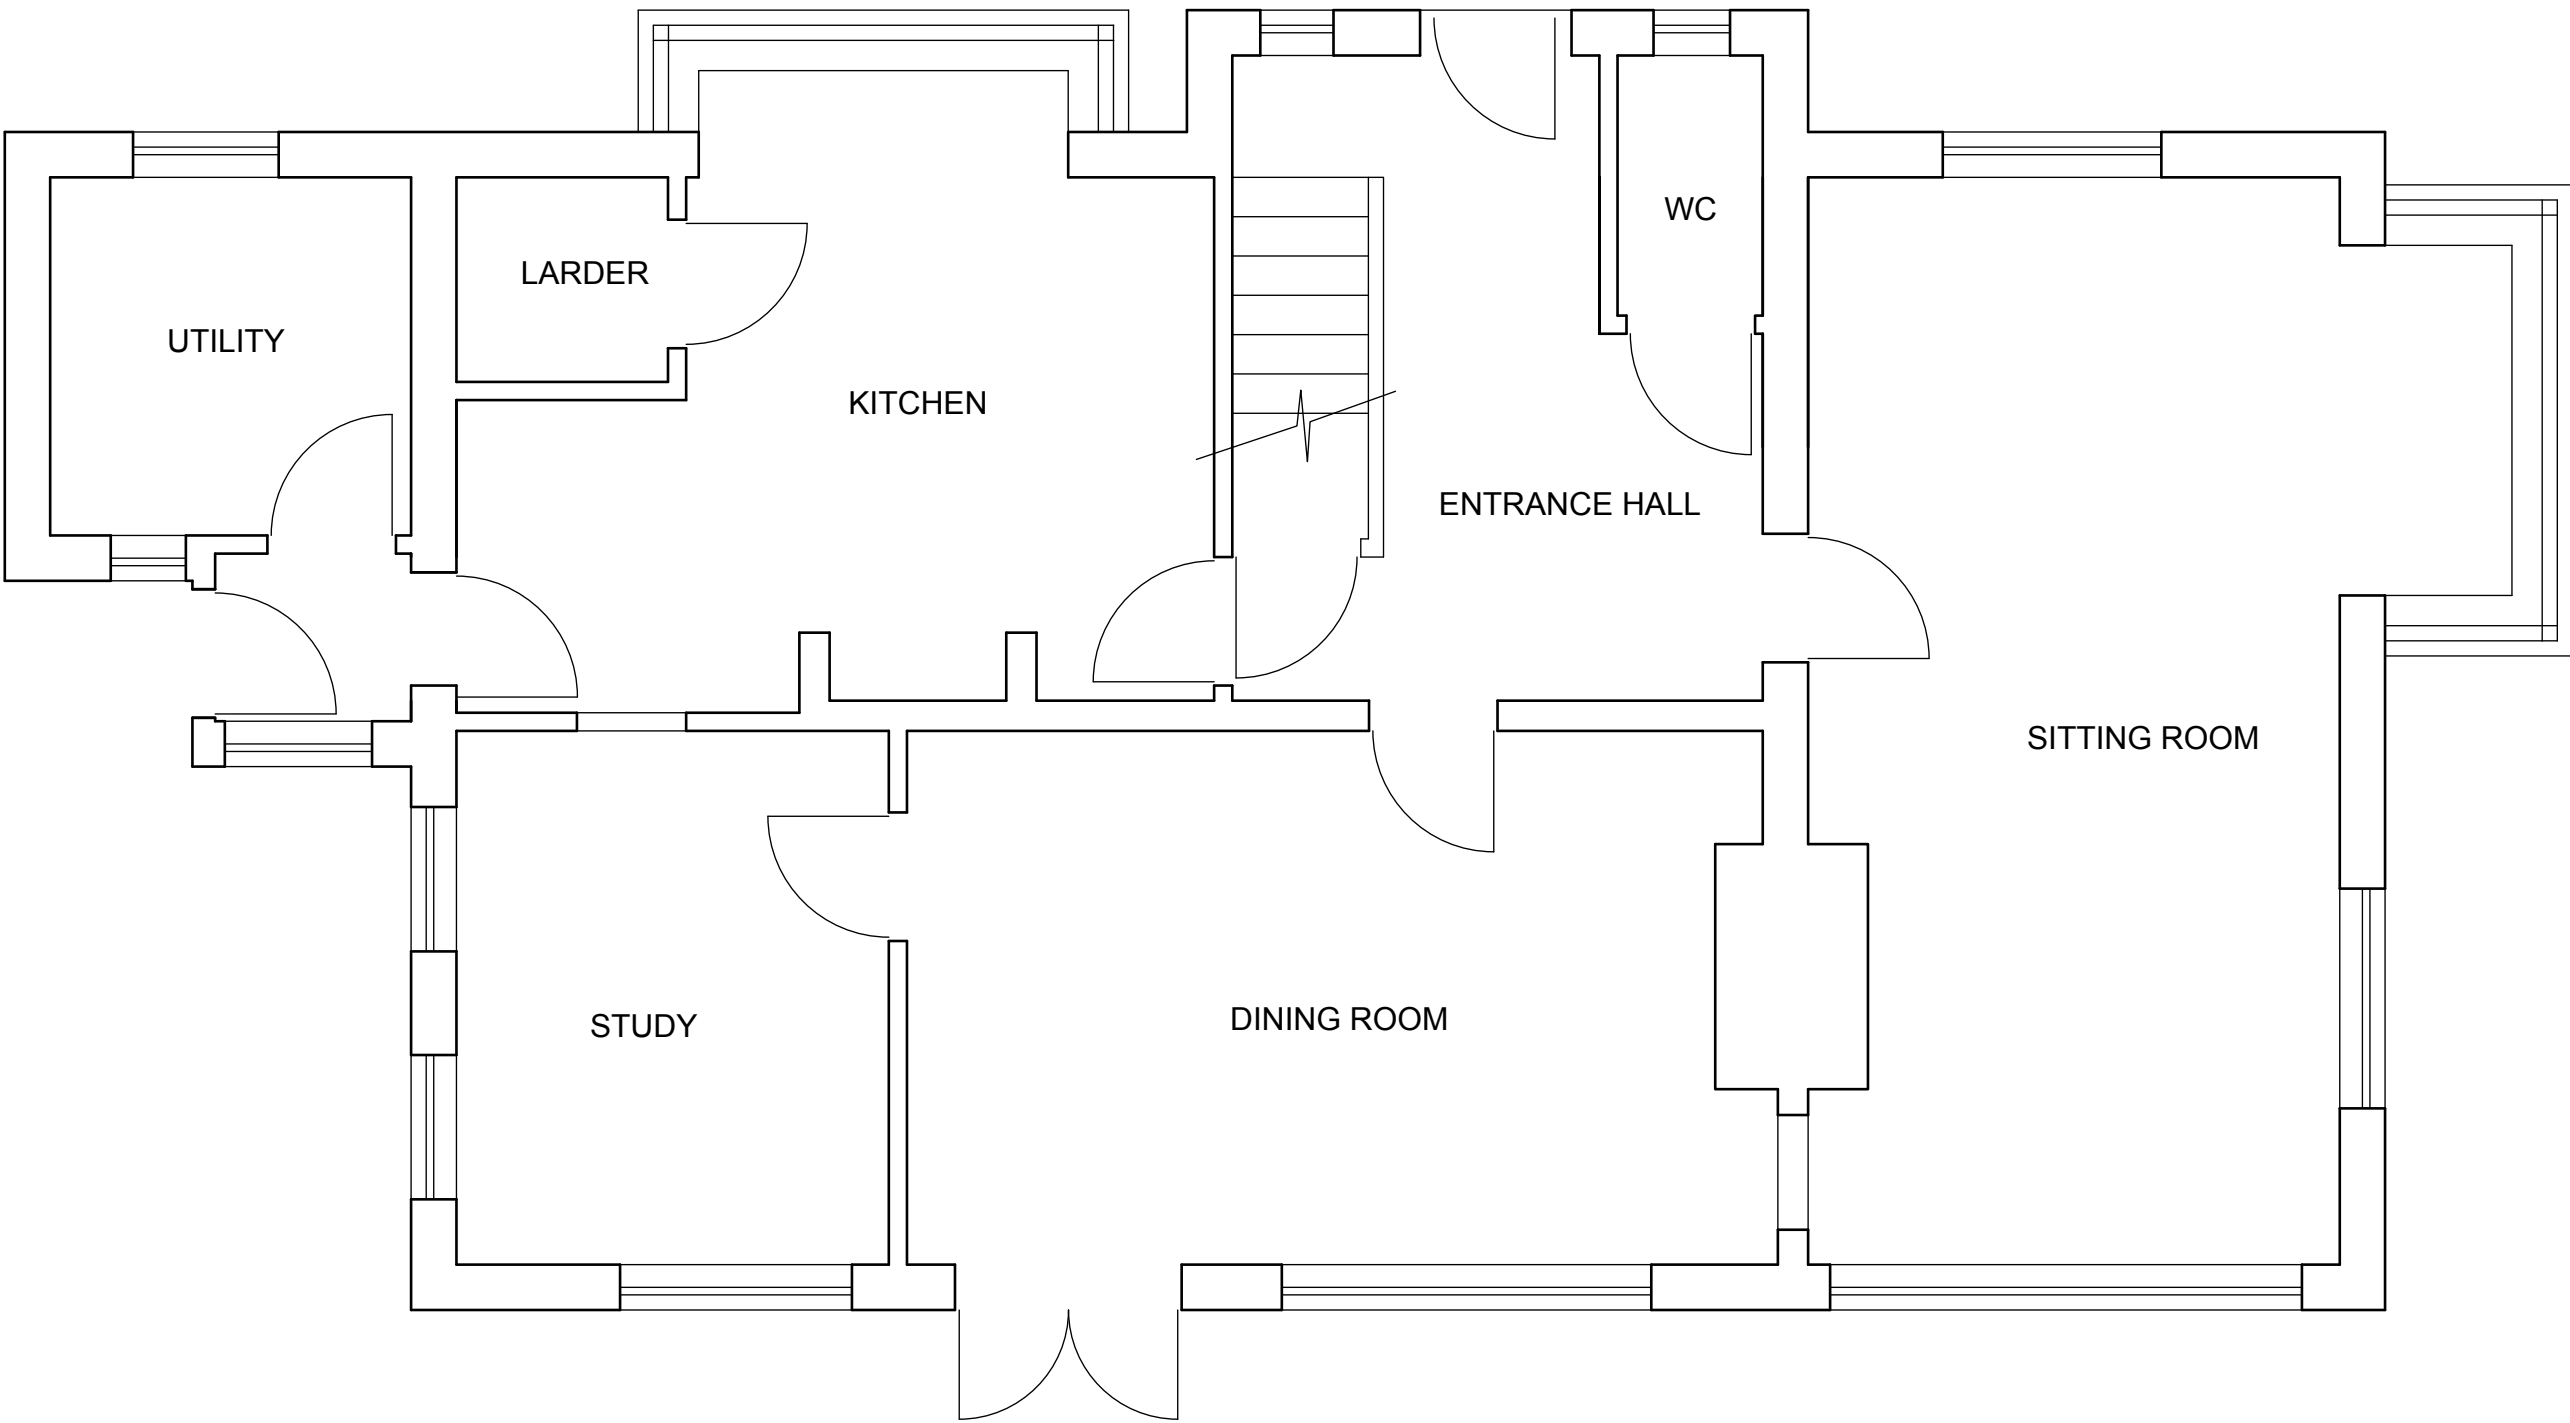 WC
LARDER
UTILITY
KITCHEN
ENTRANCE HALL
SITTING ROOM
STUDY
DINING ROOM